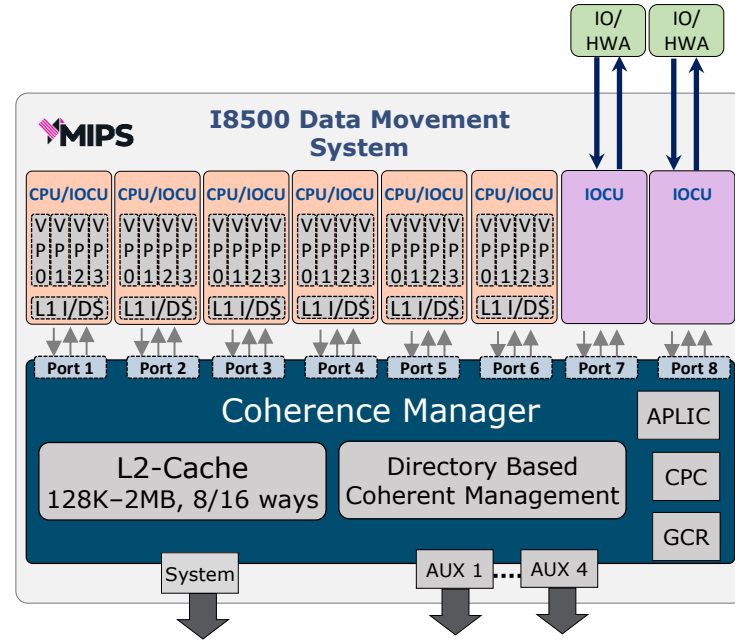 IO/ IO/
HWA HWA
MIPS
I8500 Data Movement
System
CPU/IOCU CPU/IOCU CPU/IOCU CPU/IOCU CPU/IOCU CPU/IOCU IOCU IOCU
V V V V V V V V V V V V V V V V V V V V V V V V
P P P P P P P P P P P P P P P P P P P P P P P P
0 1 2 3 0 1 2 3 0 1 2 3 0 1 2 3 0 1 2 3 0 1 2 3
L1 I/D$ L1 I/D$ L1 I/D$ L1 I/D$ L1 I/D$ L1 I/D$
Port 1 Port 2 Port 3 Port 4 Port 5 Port 6 Port 7 Port 8
Coherence Manager
APLIC
L2-Cache
128K–2MB, 8/16 ways
Directory Based
Coherent Management
CPC
GCR
System
AUX 1 .... AUX 4